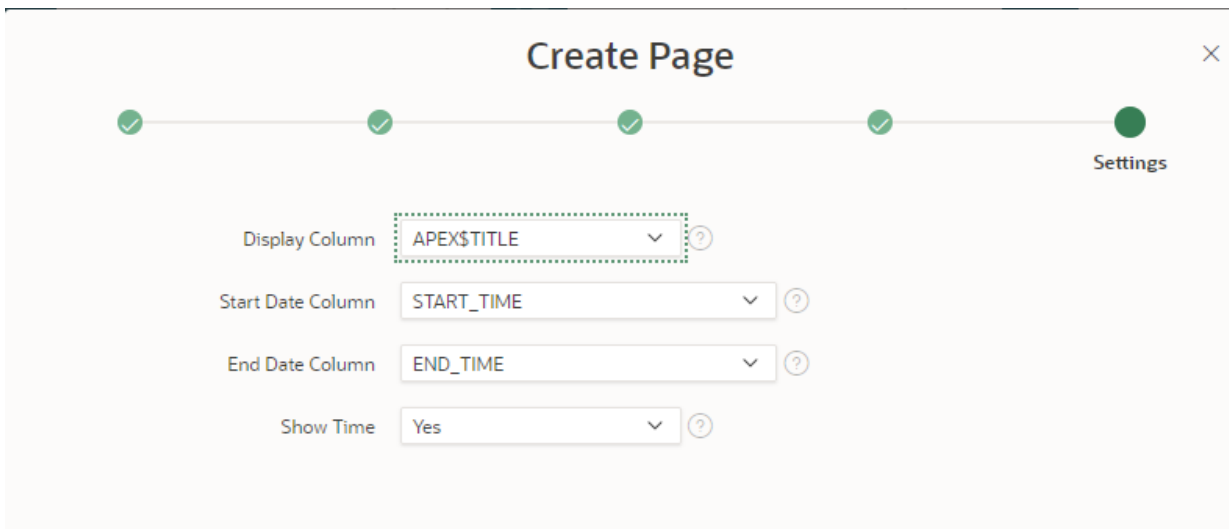 Create Page
Settings
Display Column APEX$TITLE ?
Start Date Column START_TIME ?
End Date Column END_TIME ?
Show Time Yes ?